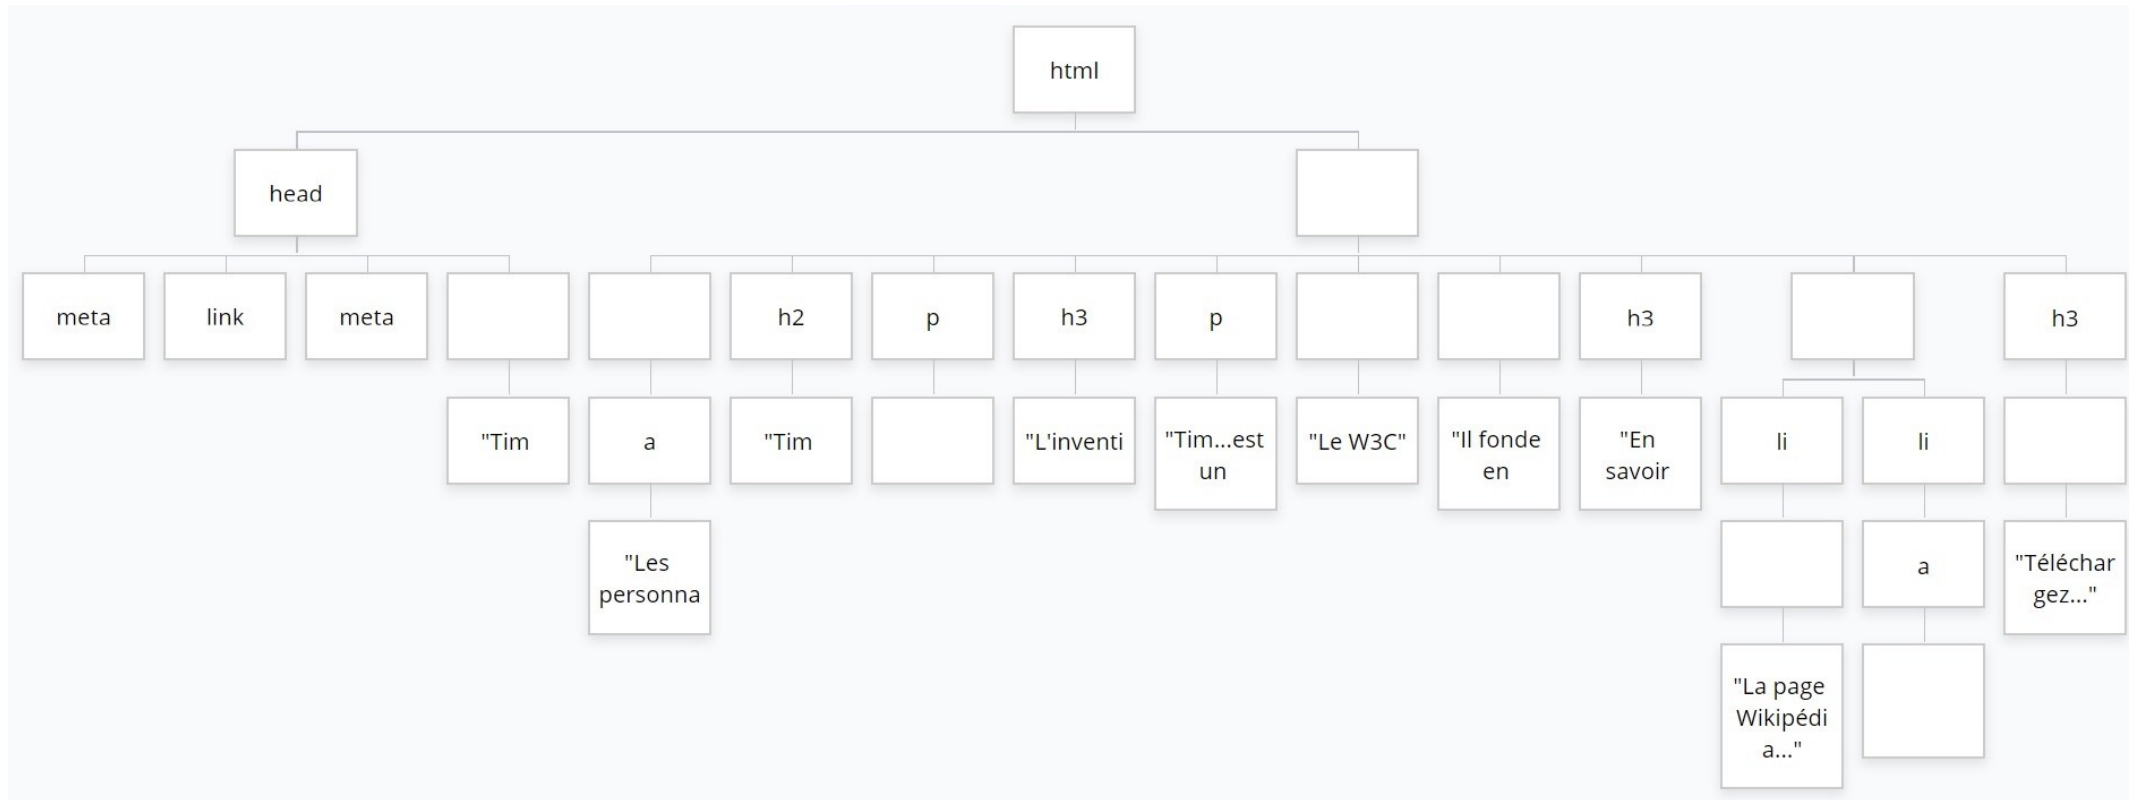 html
head
meta
link
meta
h2
p
h3
p
h3
h3
"Tim
a
"Tim
"L'inventi
"Tim...est
un
"Le W3C"
"Il fonde
en
"En
savoir
li
li
"Les
personna
a
"Téléchar
gez..."
"La page
Wikipédi
a..."